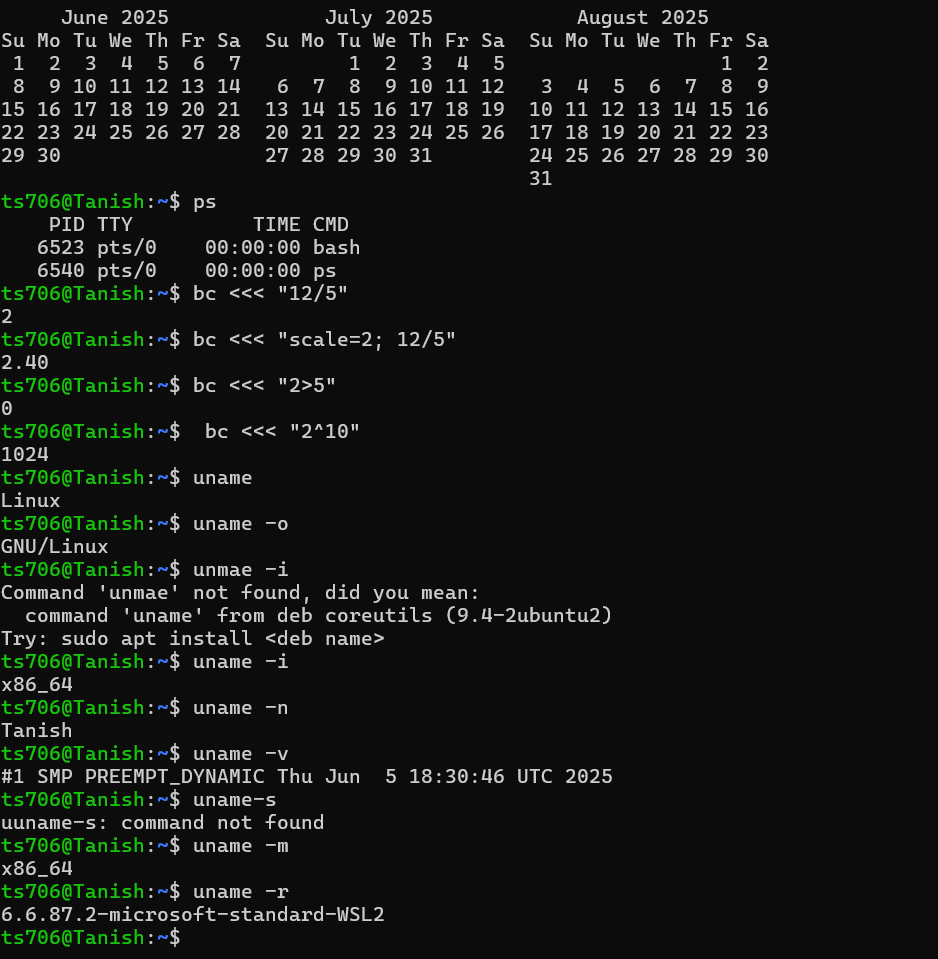 June 2025             July 2025            August 2025
Su Mo Tu We Th Fr Sa  Su Mo Tu We Th Fr Sa  Su Mo Tu We Th Fr Sa
 1  2  3  4  5  6  7         1  2  3  4  5                  1  2
 8  9 10 11 12 13 14   6  7  8  9 10 11 12   3  4  5  6  7  8  9
15 16 17 18 19 20 21  13 14 15 16 17 18 19  10 11 12 13 14 15 16
22 23 24 25 26 27 28  20 21 22 23 24 25 26  17 18 19 20 21 22 23
29 30                 27 28 29 30 31        24 25 26 27 28 29 30
                                            31
ts706@Tanish:~$ ps
    PID TTY          TIME CMD
   6523 pts/0    00:00:00 bash
   6540 pts/0    00:00:00 ps
ts706@Tanish:~$ bc <<< "12/5"
2
ts706@Tanish:~$ bc <<< "scale=2; 12/5"
2.40
ts706@Tanish:~$ bc <<< "2>5"
0
ts706@Tanish:~$  bc <<< "2^10"
1024
ts706@Tanish:~$ uname
Linux
ts706@Tanish:~$ uname -o
GNU/Linux
ts706@Tanish:~$ unmae -i
Command 'unmae' not found, did you mean:
  command 'uname' from deb coreutils (9.4-2ubuntu2)
Try: sudo apt install <deb name>
ts706@Tanish:~$ uname -i
x86_64
ts706@Tanish:~$ uname -n
Tanish
ts706@Tanish:~$ uname -v
#1 SMP PREEMPT_DYNAMIC Thu Jun  5 18:30:46 UTC 2025
ts706@Tanish:~$ uname-s
uuname-s: command not found
ts706@Tanish:~$ uname -m
x86_64
ts706@Tanish:~$ uname -r
6.6.87.2-microsoft-standard-WSL2
ts706@Tanish:~$